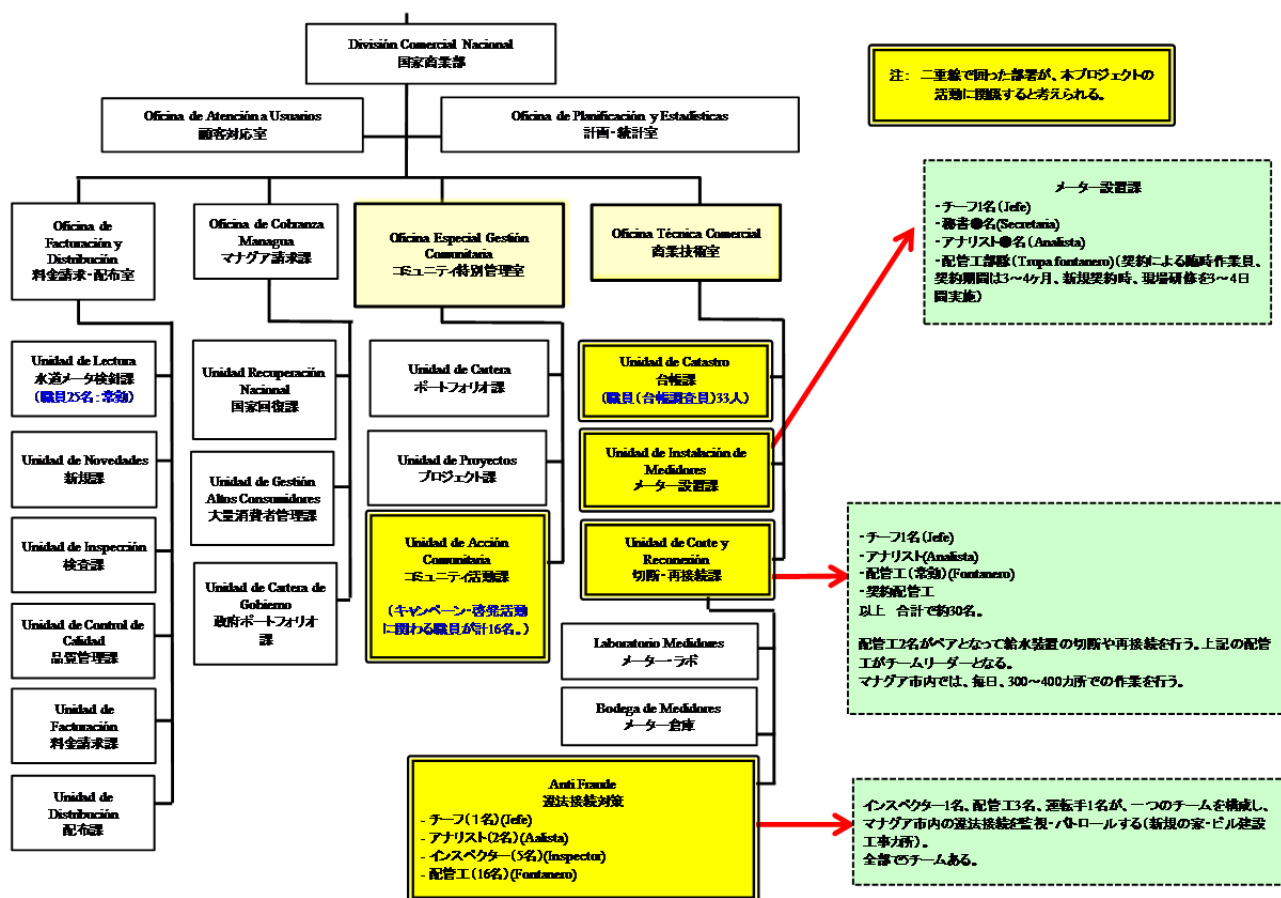 División Comercial Nacional
国家商業部
注： 二重線で囲った部署が、本プロジェクトの
活動に関係すると考えられる。
Oficina de Atención a Usuarios
顧客対応室
Oficina de Planificación y Estadísticas
計画・統計室
Oficina de
Facturación y
Distribución
料金請求・配布室
Oficina de Cobranza
Managua
マナグア請求課
Oficina Especial Gestión
Comunitaria
コミュニティ特別管理室
Oficina Técnica Comercial
商業技術室
メーター設置課
・チーフ1名（Jefe）
・秘書●名(Secretaria)
・アナリスト●名（Analista）
・配管工部隊（Trupa fontanero）（契約による臨時作業員、
契約期間は3～4ヶ月、新規契約時、現場研修を3～4日
間実施）
Unidad de Lectura
水道メータ検針課
（職員25名：常勤）
Unidad de Novedades
新規課
Unidad de Inspección
検査課
Unidad de Control de
Calidad
品質管理課
Unidad de
Facturación
料金請求課
Unidad de
Distribución
配布課
Unidad Recuperación
Nacional
国家回復課
Unidad de Gestión
Altos Consumidores
大量消費者管理課
Unidad de Cartera de
Gobierno
政府ポートフォリオ
課
Unidad de Cartera
ポートフォリオ課
Unidad de Proyectos
プロジェクト課
Unidad de Acción
Comunitaria
コミュニティ活動課
（キャンペーン・啓発活動
に関わる職員が計16名。）
Unidad de Catastro
台帳課
（職員（台帳調査員）33人）
Unidad de Instalación de
Medidores
メーター設置課
Unidad de Corte y
Reconexión
切断・再接続課
Laboratorio Medidores
メーター・ラボ
Bodega de Medidores
メーター倉庫
Anti Fraude
違法接続対策
- チーフ（1名）(Jefe)
- アナリスト(2名）(Aalista)
- インスペクター（5名）(Inspector)
- 配管工（16名）(Fontanero)
・チーフ1名（Jefe）
・アナリスト(Analista)
・配管工（常勤）(Fontanero)
・契約配管工
以上 合計で約30名。
配管工2名がペアとなって給水装置の切断や再接続を行う。上記の配管
工がチームリーダーとなる。
マナグア市内では、毎日、300～400カ所での作業を行う。
インスペクター1名、配管工3名、運転手1名が、一つのチームを構成し、
マナグア市内の違法接続を監視・パトロールする（新規の家・ビル建設
工事カ所）。
全部で5チームある。